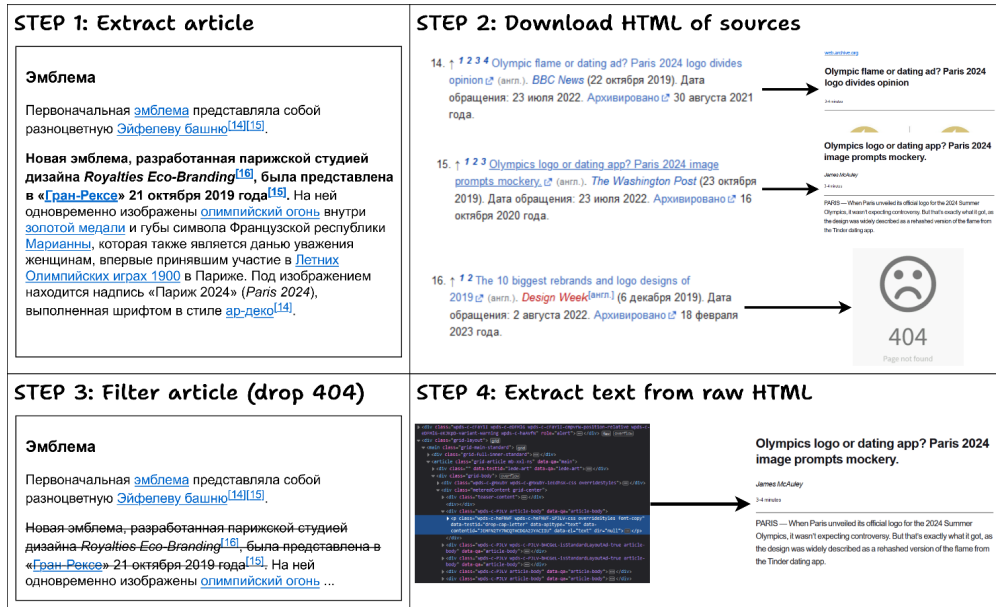 STEP 1: Extract article
Эмблема
Первоначальная эмблема представляла собой
разноцветную Эйфелеву башню[14][15].
Новая эмблема, разработанная парижской студией
дизайна Royalties Eco-Branding[16], была представлена
в «Гран-Рексе» 21 октября 2019 года[15]. На ней
одновременно изображены олимпийский огонь внутри
золотой медали и губы символа Французской республики
Марианны, которая также является данью уважения
женщинам, впервые принявшим участие в Летних
Олимпийских играх 1900 в Париже. Под изображением
находится надпись «Париж 2024» (Paris 2024),
выполненная шрифтом в стиле ар-деко[14].
STEP 2: Download HTML of sources
14. ↑ 1 2 3 4 Olympic flame or dating ad? Paris 2024 logo divides
opinion (англ.). BBC News (22 октября 2019). Дата
обращения: 23 июля 2022. Архивировано 30 августа 2021
года.
web.archive.org
Olympic flame or dating ad? Paris 2024
logo divides opinion
3-4 minutes
15. ↑ 1 2 3 Olympics logo or dating app? Paris 2024 image
prompts mockery. (англ.). The Washington Post (23 октября
2019). Дата обращения: 23 июля 2022. Архивировано 16
октября 2020 года.
Olympics logo or dating app? Paris 2024
image prompts mockery.
James McAuley
3-4 minutes
PARIS — When Paris unveiled its official logo for the 2024 Summer
Olympics, it wasn't expecting controversy. But that's exactly what it got, as
the design was widely described as a rehashed version of the flame from
the Tinder dating app.
16. ↑ 1 2 The 10 biggest rebrands and logo designs of
2019 (англ.). Design Week[англ.] (6 декабря 2019). Дата
обращения: 2 августа 2022. Архивировано 18 февраля
2023 года.
404
Page not found
STEP 3: Filter article (drop 404)
Эмблема
Первоначальная эмблема представляла собой
разноцветную Эйфелеву башню[14][15].
Новая эмблема, разработанная парижской студией
дизайна Royalties Eco-Branding[16], была представлена в
«Гран-Рексе» 21 октября 2019 года[15]. На ней
одновременно изображены олимпийский огонь ...
STEP 4: Extract text from raw HTML
Olympics logo or dating app? Paris 2024
image prompts mockery.
James McAuley
3-4 minutes
PARIS — When Paris unveiled its official logo for the 2024 Summer
Olympics, it wasn't expecting controversy. But that's exactly what it got, as
the design was widely described as a rehashed version of the flame from
the Tinder dating app.